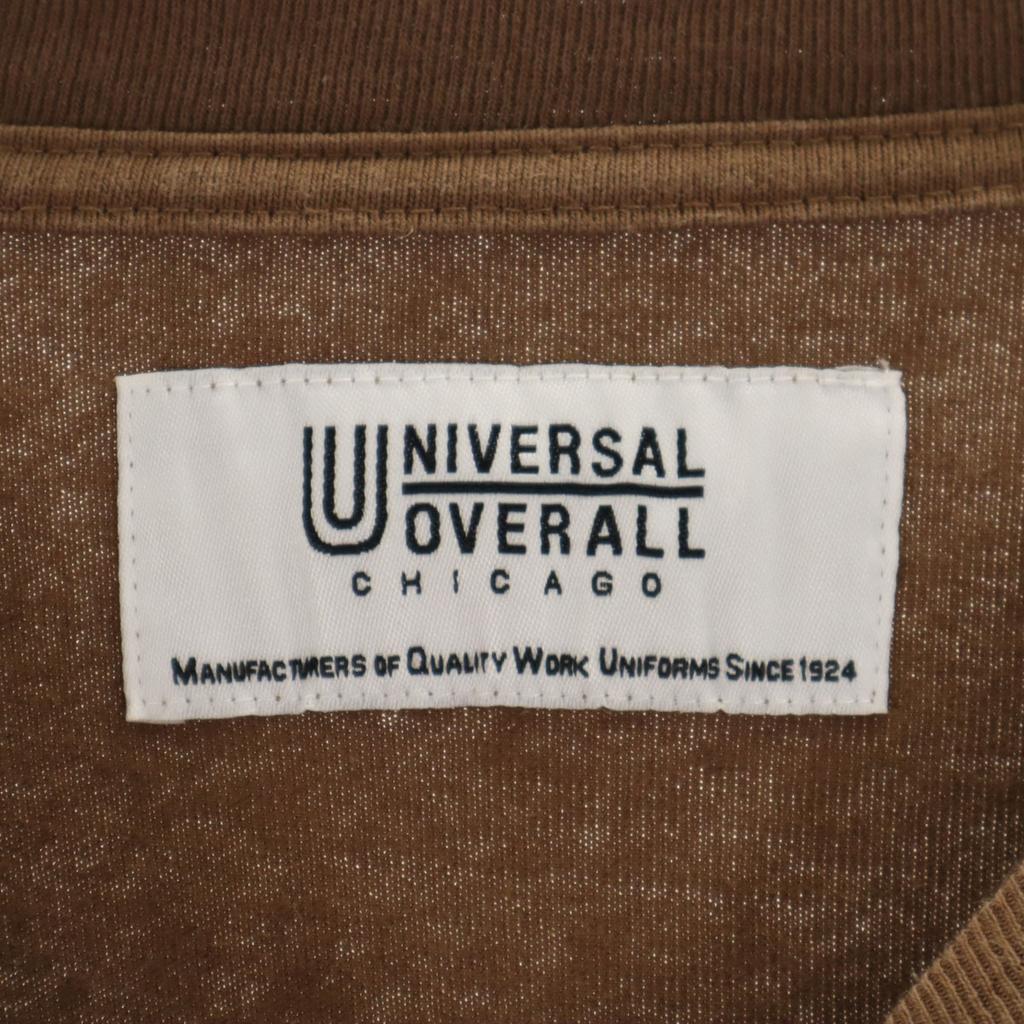 UNIVERSAL
OVERALL
CHICAGO
MANUFACTURERS OF QUALITY WORK UNIFORMS SINCE 1924